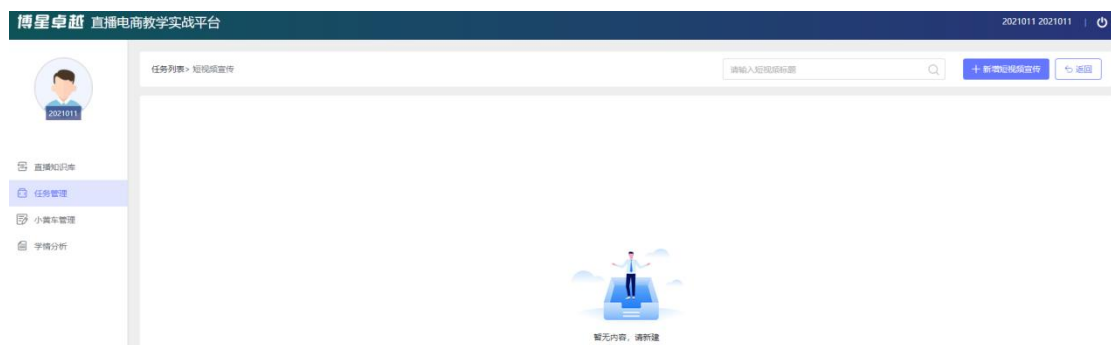 博星卓越 直播电商教学实战平台
2021011 2021011
任务列表> 短视频宣传
请输入短视频标题
+ 新增短视频宣传
返回
2021011
直播知识库
任务管理
小黄车管理
学情分析
暂无内容，请新建